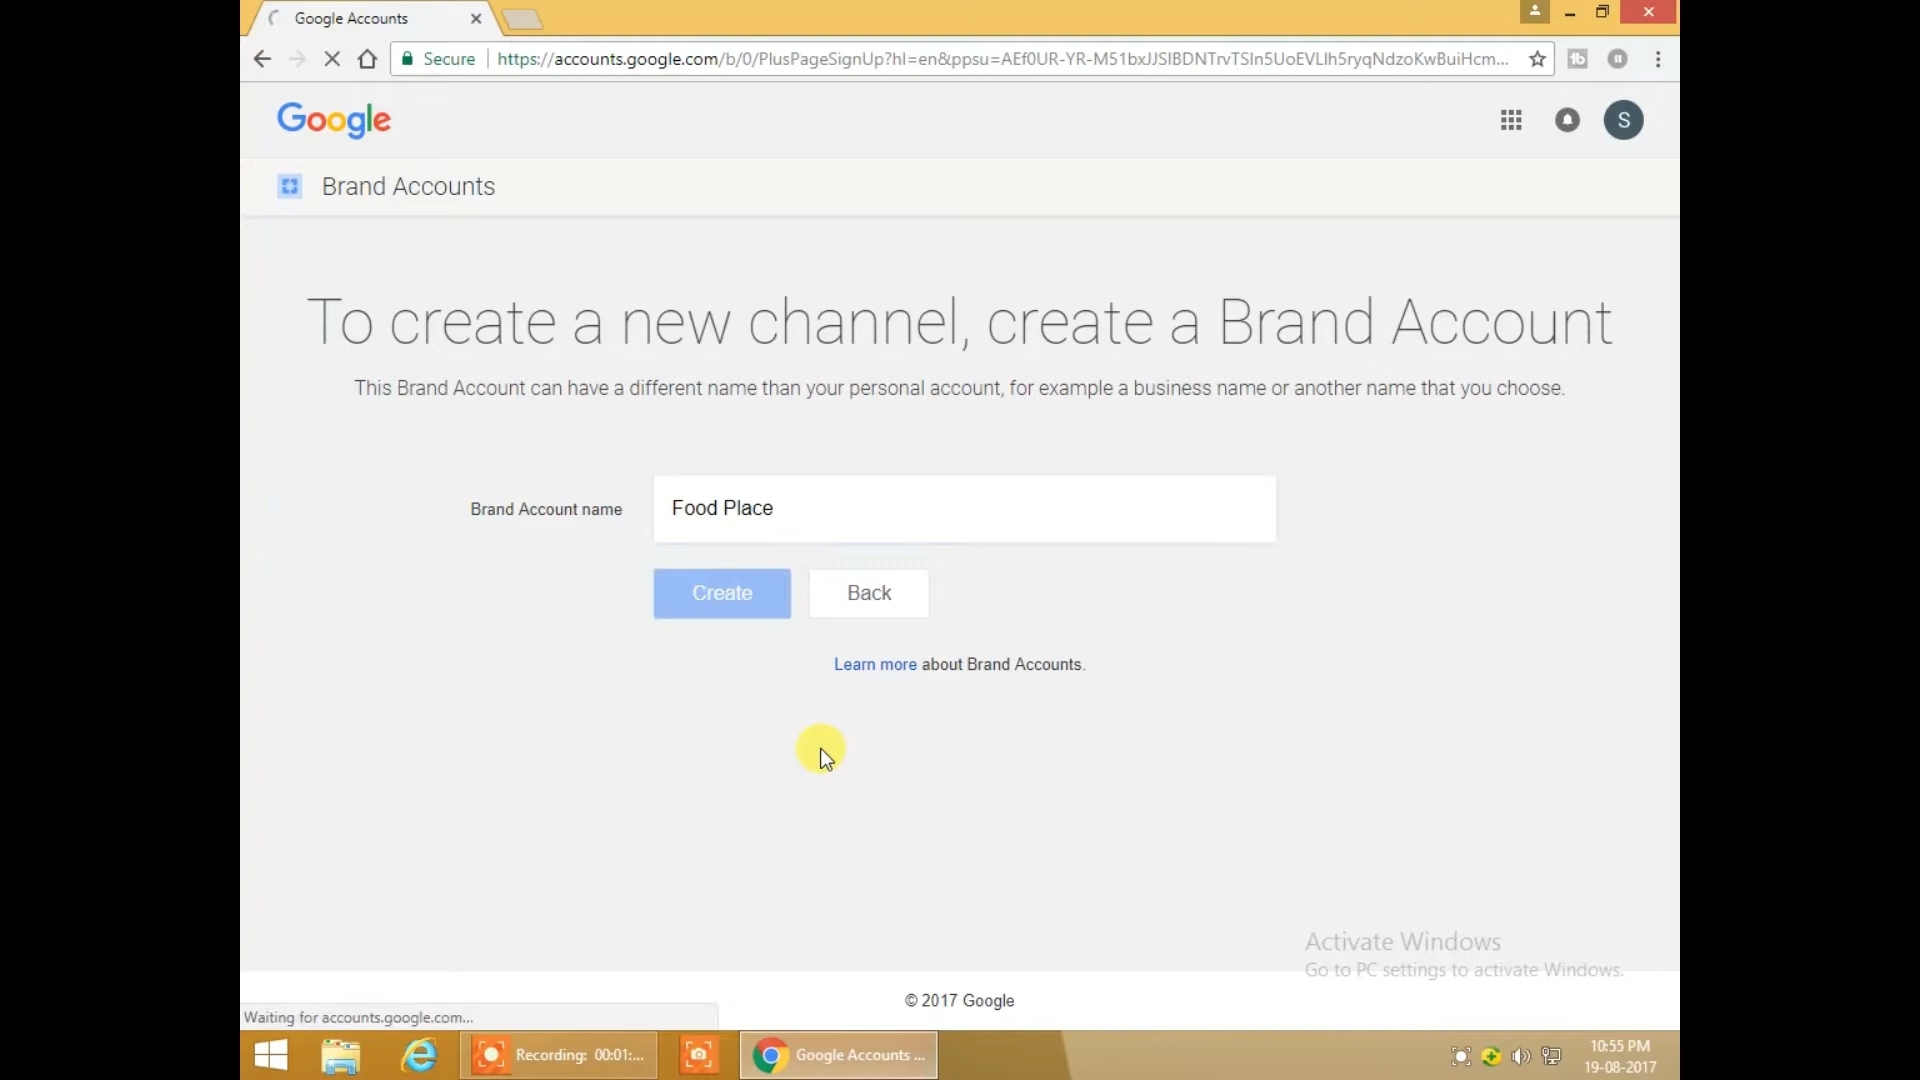 Google Accounts
Secure
https://accounts.google.com/b/0/PlusPageSignUp?hl=en&ppsu=AEf0UR-YR-M51bxJJSIBDNTrvTSIn5UoEVLIh5ryqNdzoKwBuiHcm...
Google
S
Brand Accounts
To create a new channel, create a Brand Account
This Brand Account can have a different name than your personal account, for example a business name or another name that you choose.
Brand Account name
Food Place
Create
Back
Learn more about Brand Accounts.
Activate Windows
Go to PC settings to activate Windows.
© 2017 Google
Waiting for accounts.google.com...
Recording: 00:01:...
Google Accounts ...
10:55 PM
19-08-2017